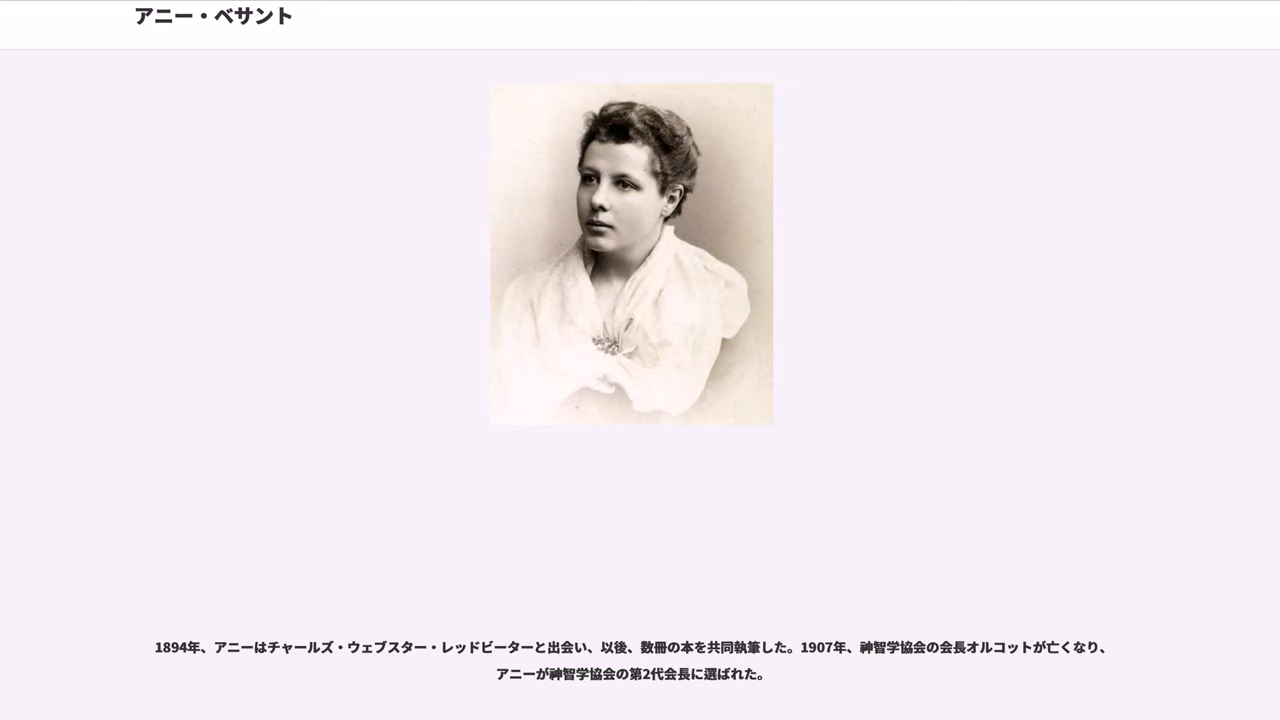 アニー・ベサント
1894年、アニーはチャールズ・ウェブスター・レッドビーターと出会い、以後、数冊の本を共同執筆した。1907年、神智学協会の会長オルコットが亡くなり、
アニーが神智学協会の第2代会長に選ばれた。